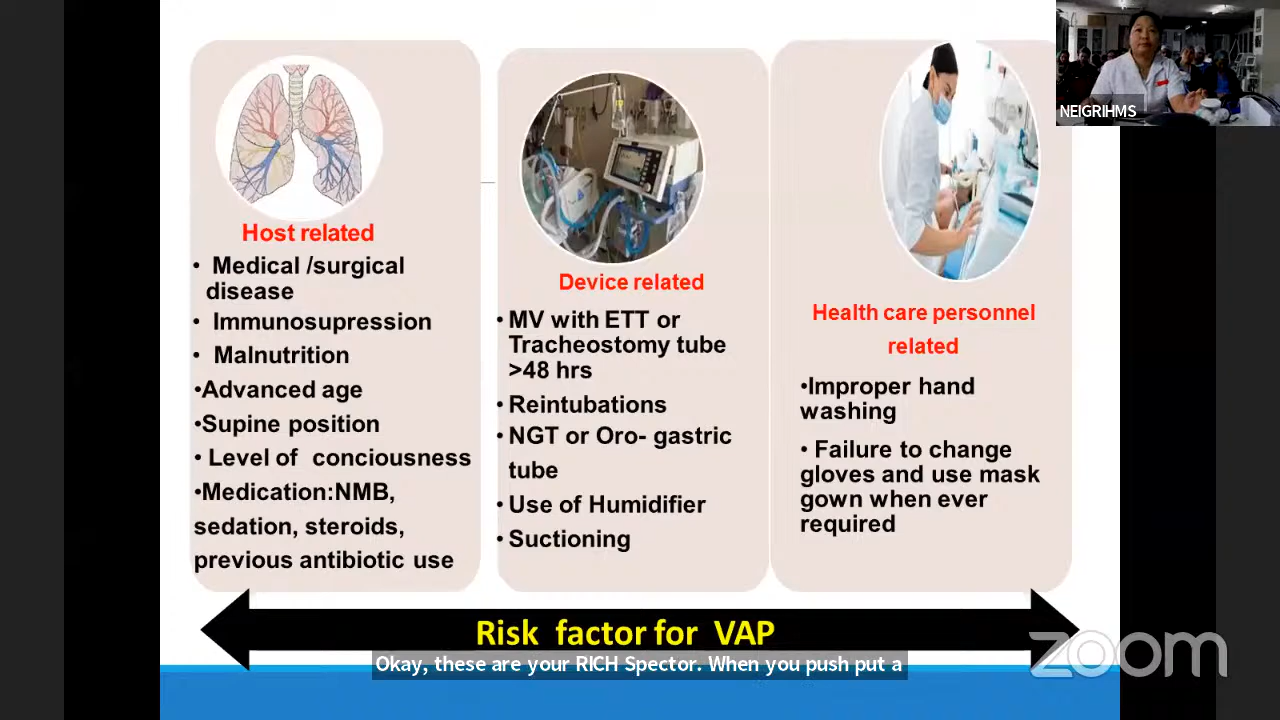 Host related
• Medical /surgical
disease
• Immunosupression
• Malnutrition
•Advanced age
•Supine position
• Level of conciousness
•Medication:NMB,
sedation, steroids,
previous antibiotic use
Device related
• MV with ETT or
Tracheostomy tube
>48 hrs
• Reintubations
• NGT or Oro- gastric
tube
• Use of Humidifier
• Suctioning
Health care personnel
related
•Improper hand
washing
• Failure to change
gloves and use mask
gown when ever
required
Risk factor for VAP
Okay, these are your RICH Spector. When you push put a
NEIGRIHMS
zoom